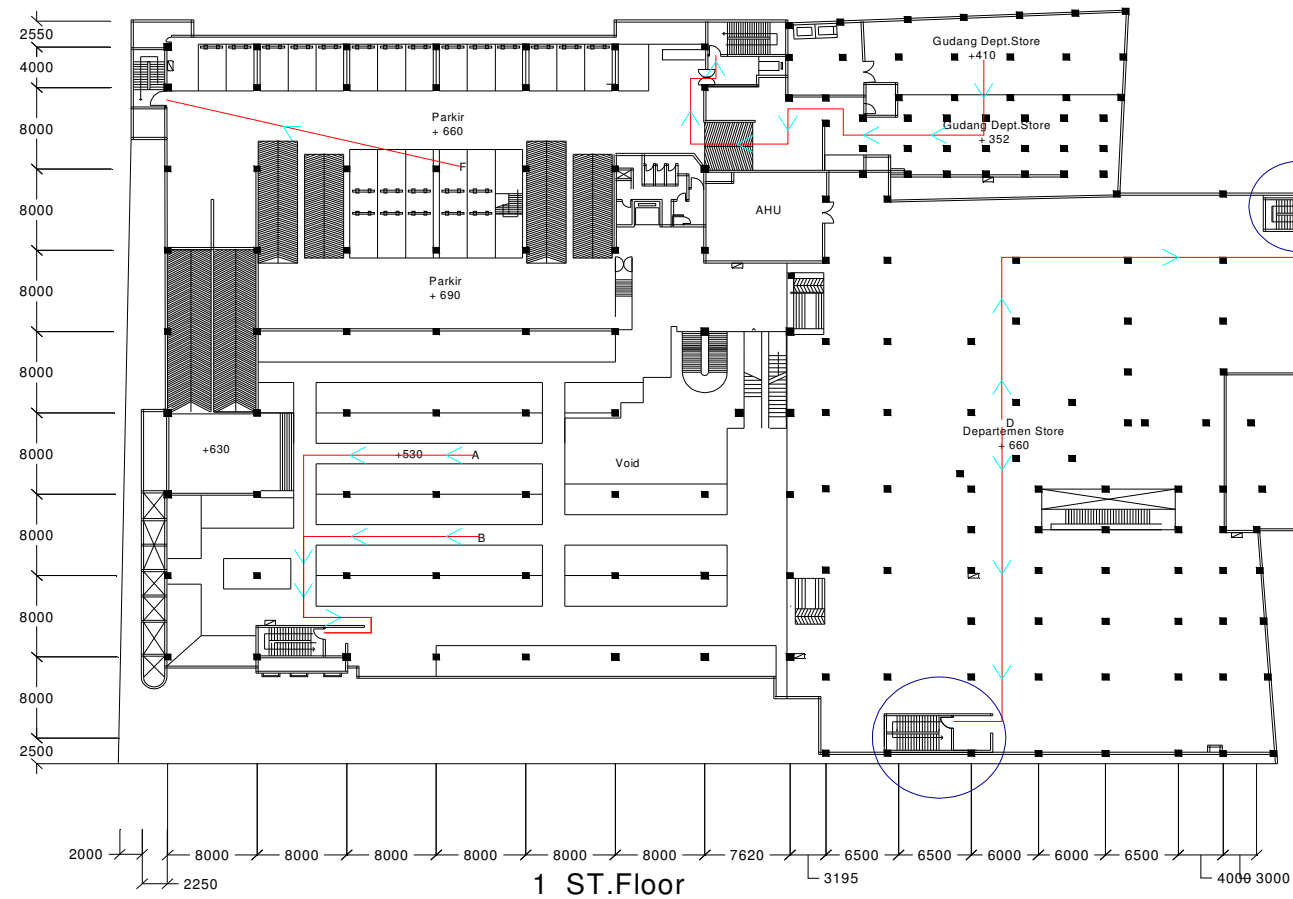 2550
4000
8000
8000
8000
8000
8000
8000
8000
8000
2500
Gudang Dept.Store
+410
Gudang Dept.Store
+ 352
Parkir
+ 660
F
AHU
Parkir
+ 690
+630
+530
A
B
Void
D
Departemen Store
+ 660
2000
8000
8000
8000
8000
8000
8000
7620
6500
6500
6000
6000
6500
2250
3195
4000
3000
1 ST.Floor